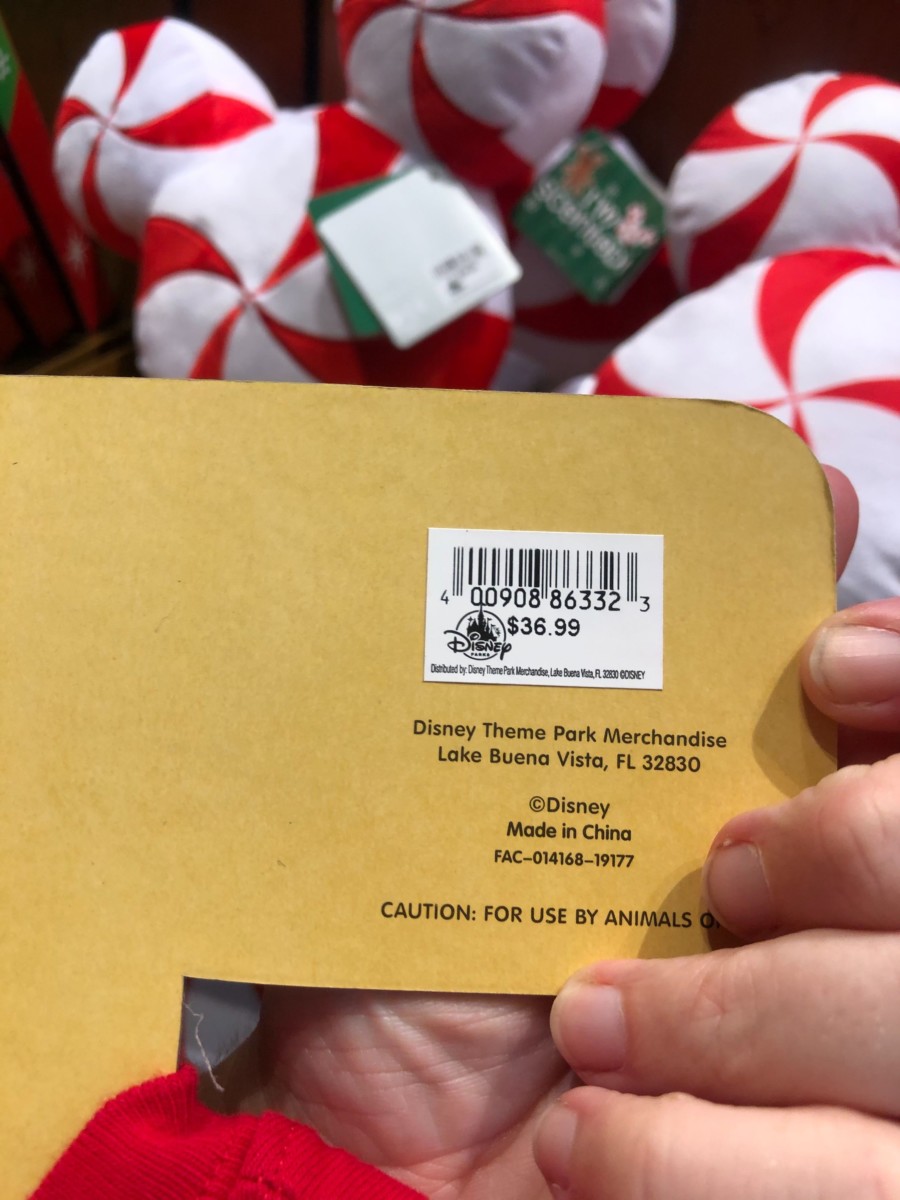 I'm
Scented!
4 00908 86332 3
$36.99
Disney
PARKS
Distributed by: Disney Theme Park Merchandise, Lake Buena Vista, FL 32830 ©DISNEY
Disney Theme Park Merchandise
Lake Buena Vista, FL 32830
©Disney
Made in China
FAC-014168-19177
CAUTION: FOR USE BY ANIMALS